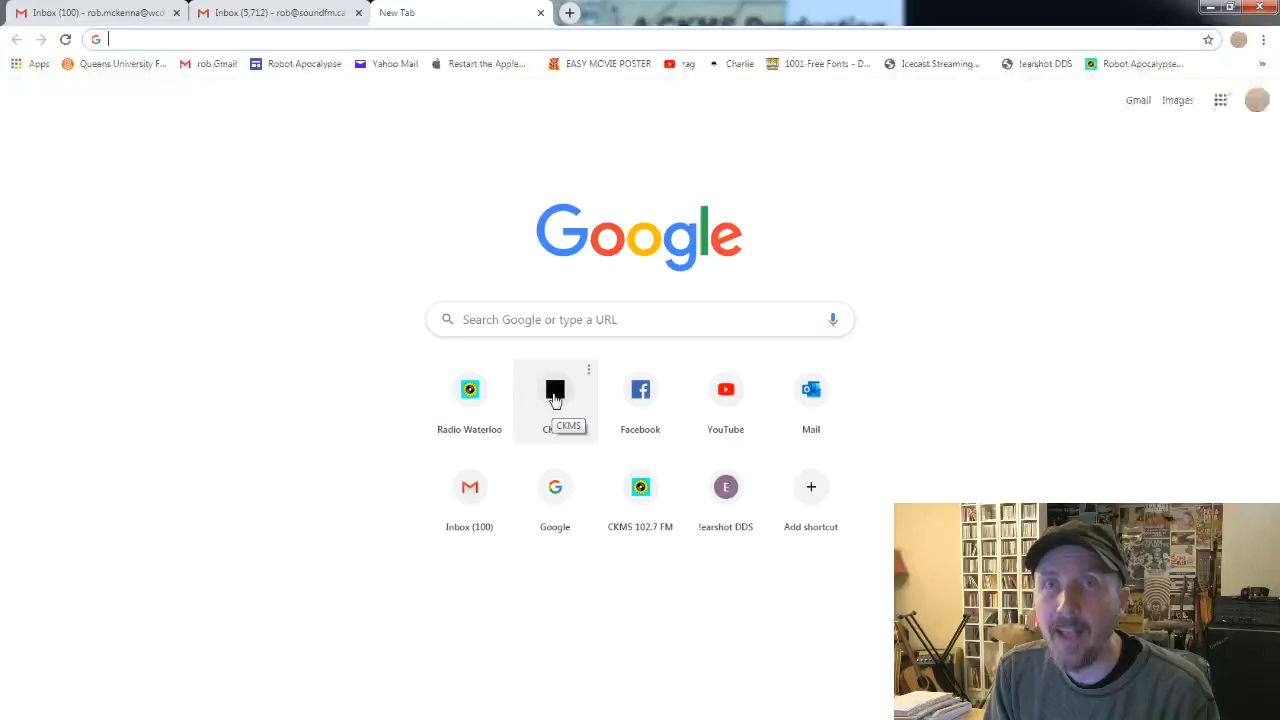 Inbox (100) - rob.mckenna@wcd
Inbox (5,712) - rob@soundfm.ca
New Tab
Apps
Queens University F...
rob.Gmail
Robot Apocalypse
Yahoo Mail
Restart the Apple...
EASY MOVIE POSTER
rag
Charlie
1001 Free Fonts - D...
Icecast Streaming...
!earshot DDS
Robot Apocalypse...
Gmail
Images
Google
Search Google or type a URL
Radio Waterloo
CKMS
Facebook
YouTube
Mail
Inbox (100)
Google
CKMS 102.7 FM
!earshot DDS
Add shortcut